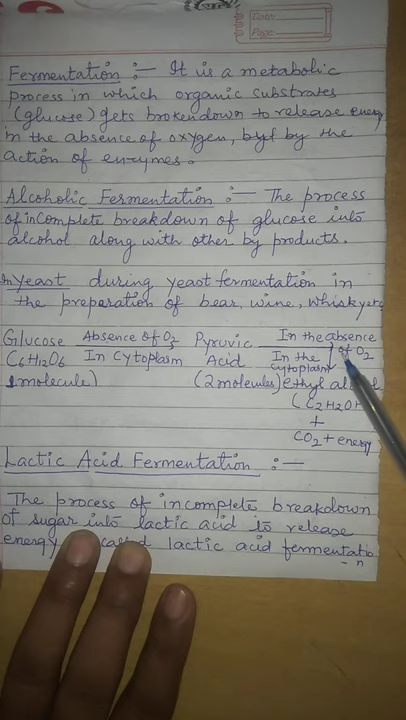 Date:
Page:
Fermentation :— It is a metabolic
process in which organic substrates
(glucose) gets broken down to release energy
in the absence of oxygen, by the
action of enzymes.
Alcoholic Fermentation :— The process
of incomplete breakdown of glucose into
alcohol along with other by products.
In Yeast during yeast fermentation in
the preparation of bear, wine, whisky etc
Glucose Absence of O2 Pyruvic In the absence of O2
C6H12O6 In Cytoplasm Acid In the cytoplasm
1 molecule) (2 molecules) ethyl
(C2H2OH
+
CO2 + energy
Lactic Acid Fermentation :—
The process of incomplete breakdown
of sugar into lactic acid to release
energy called lactic acid fermentatio
- n